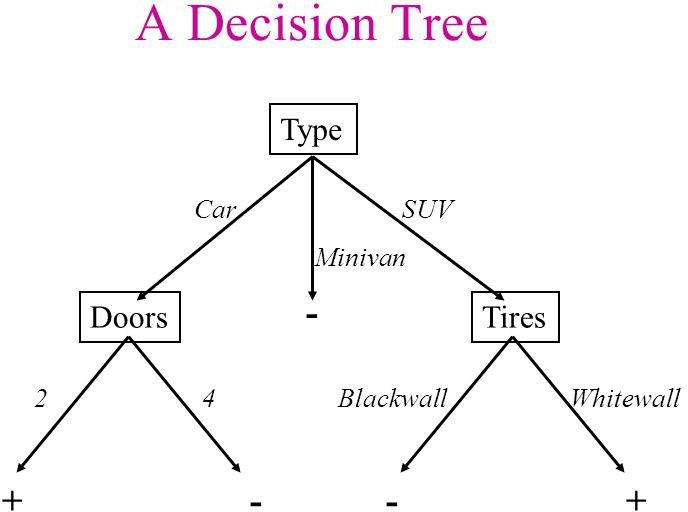 A Decision Tree
Type
Car
SUV
Minivan
Doors
-
Tires
2
4
Blackwall
Whitewall
+
-
-
+